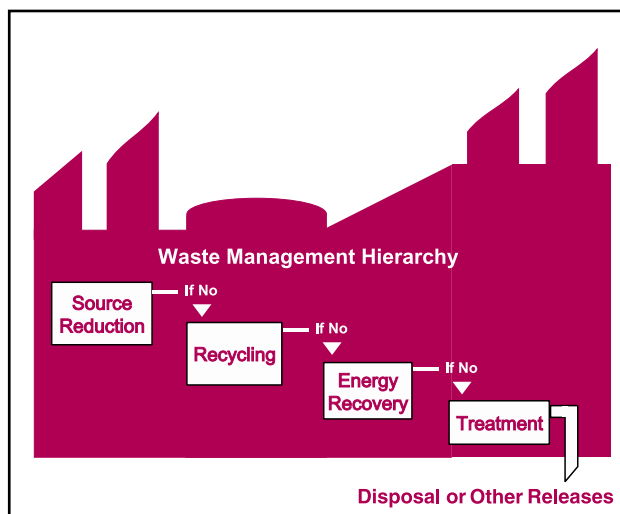 Waste Management Hierarchy
Source
Reduction
If No
Recycling
If No
Energy
Recovery
If No
Treatment
Disposal or Other Releases